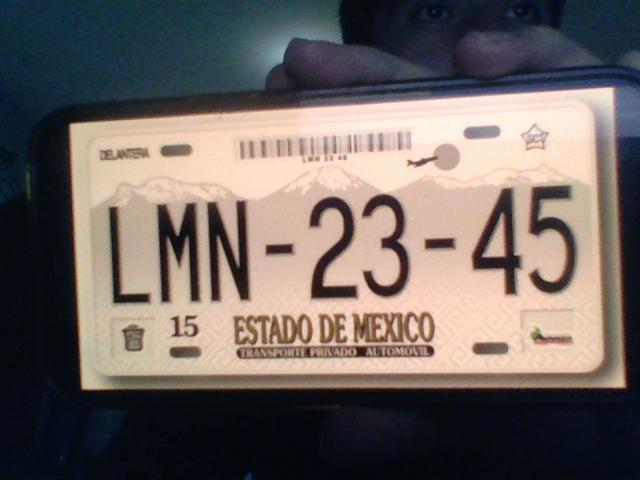 DELANTERA
LMN 23 45
LMN-23-45
15
ESTADO DE MEXICO
TRANSPORTE PRIVADO AUTOMOVIL